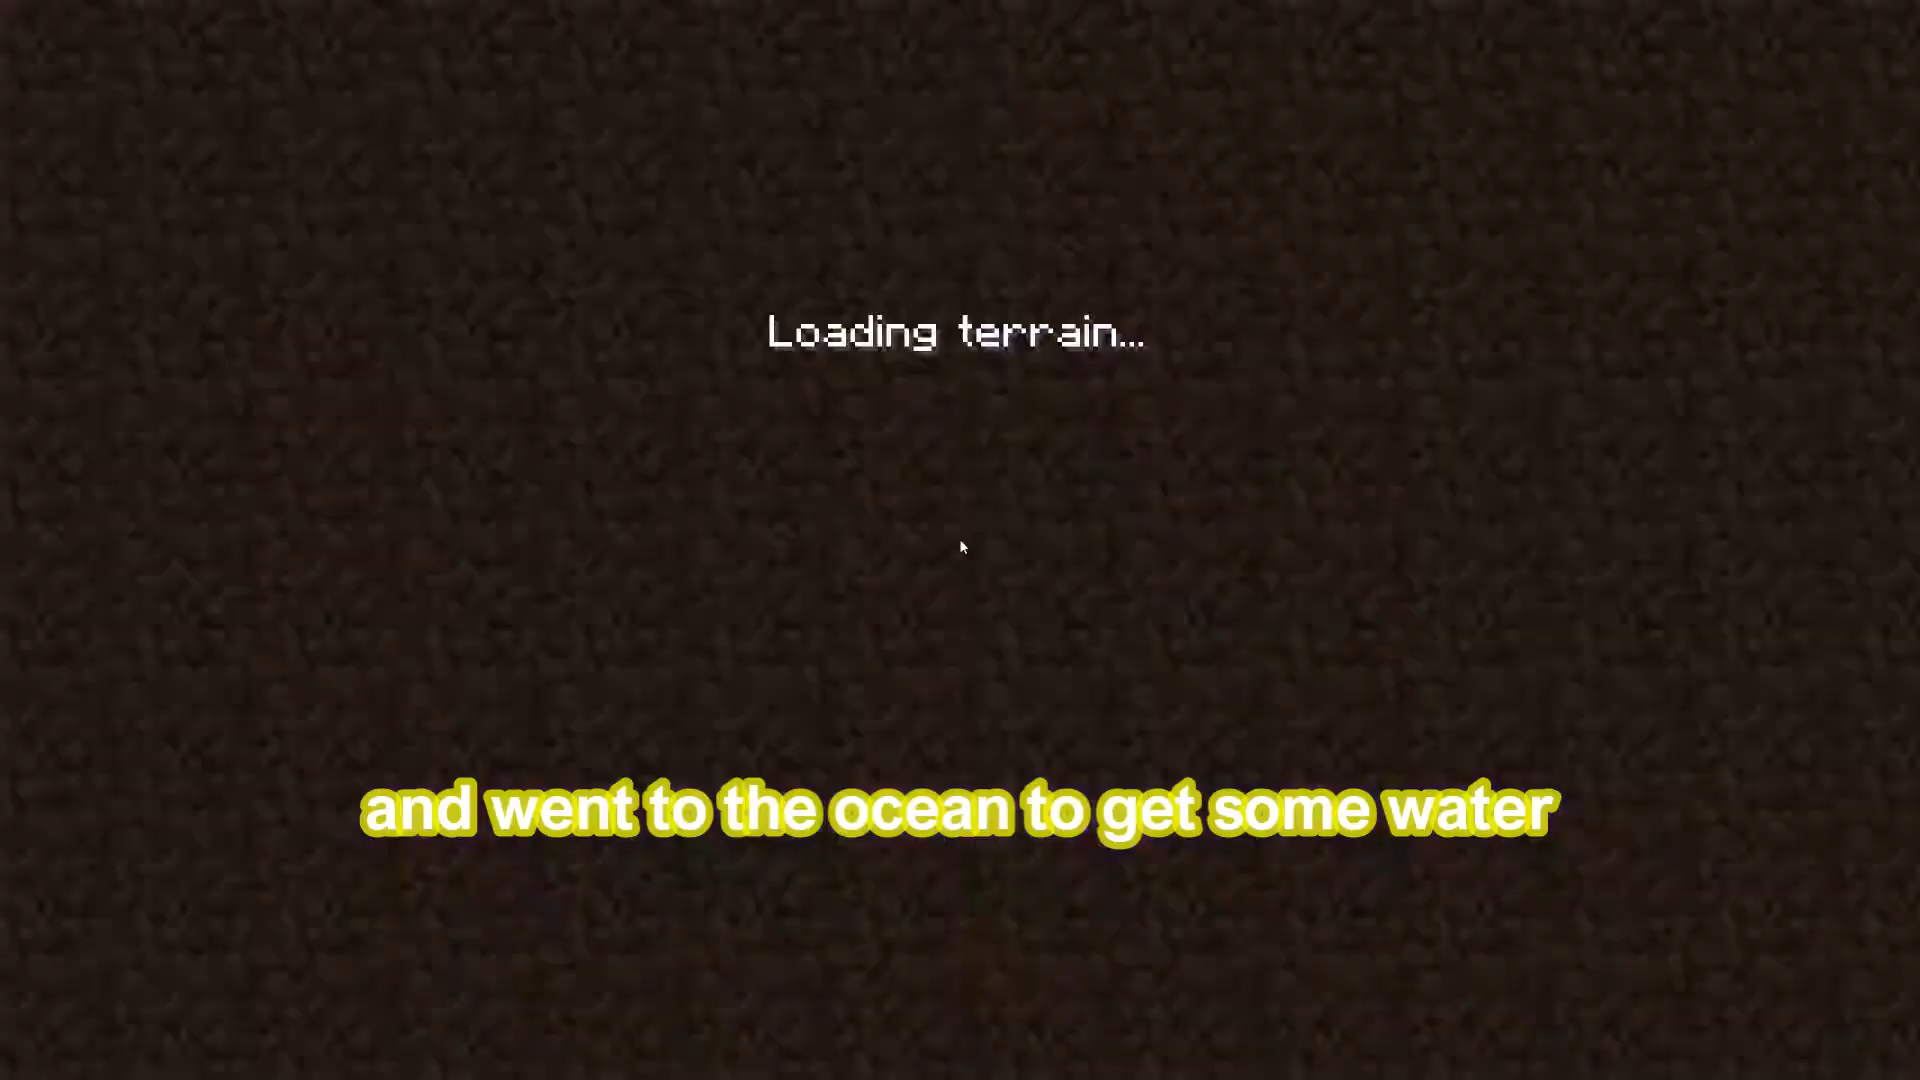 Loading terrain...
and went to the ocean to get some water